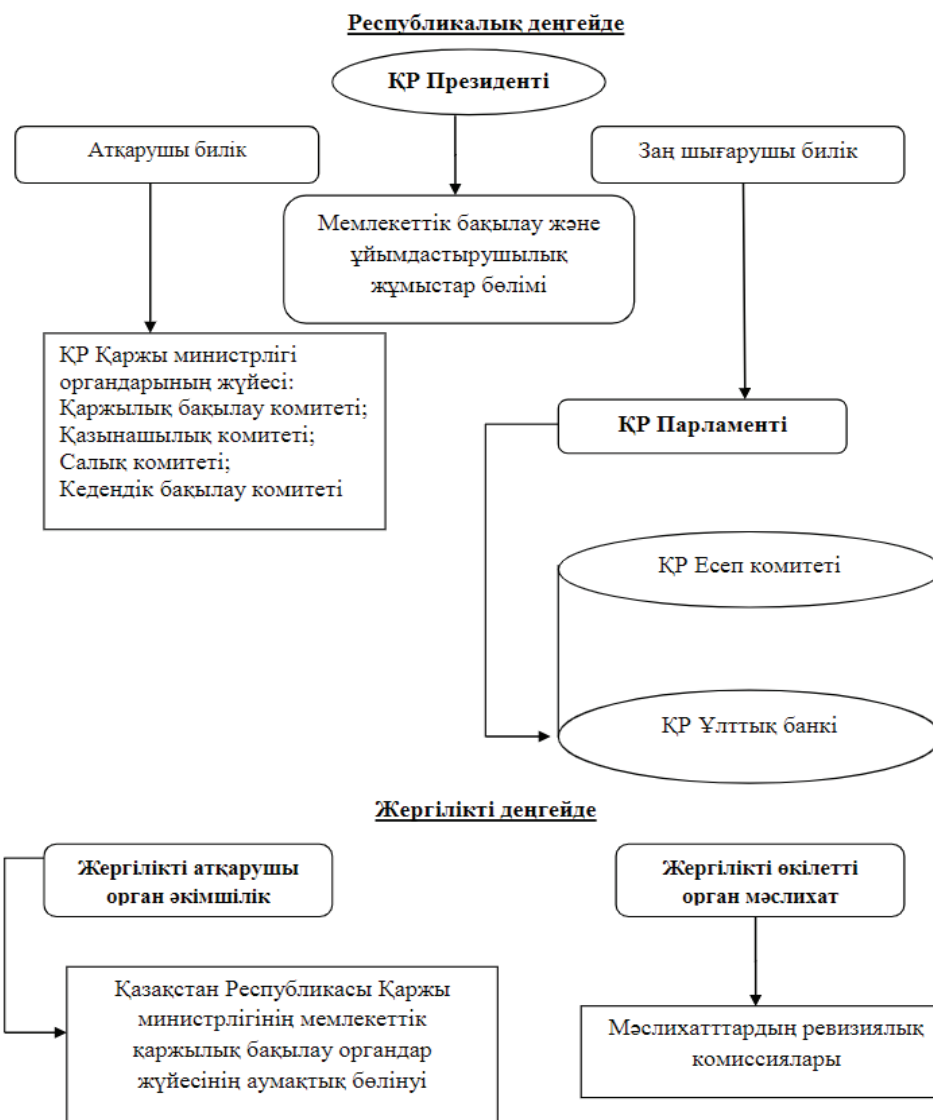 Республикалық деңгейде
ҚР Президенті
Атқарушы билік
Заң шығарушы билік
Мемлекеттік бақылау және
ұйымдастырушылық
жұмыстар бөлімі
ҚР Қаржы министрлігі
органдарының жүйесі:
Қаржылық бақылау комитеті;
Қазынашылық комитеті;
Салық комитеті;
Кедендік бақылау комитеті
ҚР Парламенті
ҚР Есеп комитеті
ҚР Ұлттық банкі
Жергілікті деңгейде
Жергілікті атқарушы
орган әкімшілік
Жергілікті өкілетті
орган мәслихат
Қазақстан Республикасы Қаржы
министрлігінің мемлекеттік
қаржылық бақылау органдар
жүйесінің аумақтық бөлінуі
Мәслихатттардың ревизиялық
комиссиялары